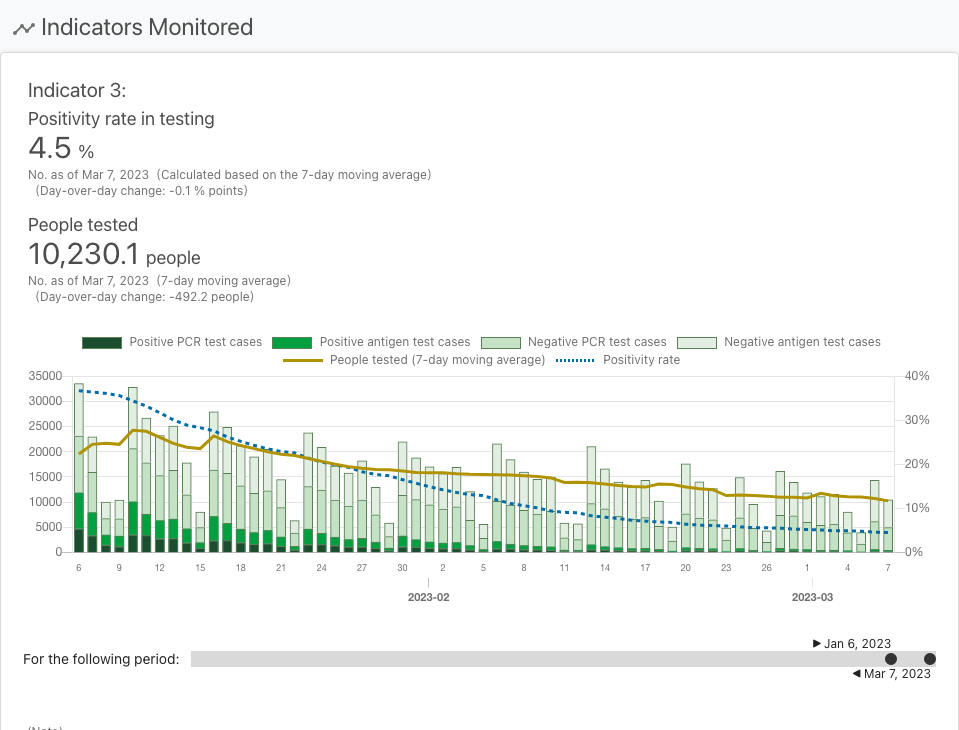 Indicators Monitored
Indicator 3:
Positivity rate in testing
4.5 %
No. as of Mar 7, 2023 (Calculated based on the 7-day moving average)
(Day-over-day change: -0.1 % points)
People tested
10,230.1 people
No. as of Mar 7, 2023 (7-day moving average)
(Day-over-day change: -492.2 people)
Positive PCR test cases Positive antigen test cases Negative PCR test cases Negative antigen test cases
People tested (7-day moving average) Positivity rate
35000 40%
30000
25000 30%
20000
15000 20%
10000 10%
5000
0 0%
6 9 12 15 18 21 24 27 30 2 5 8 11 14 17 20 23 26 1 4 7
2023-02 2023-03
Jan 6, 2023
For the following period:
Mar 7, 2023
(Note)